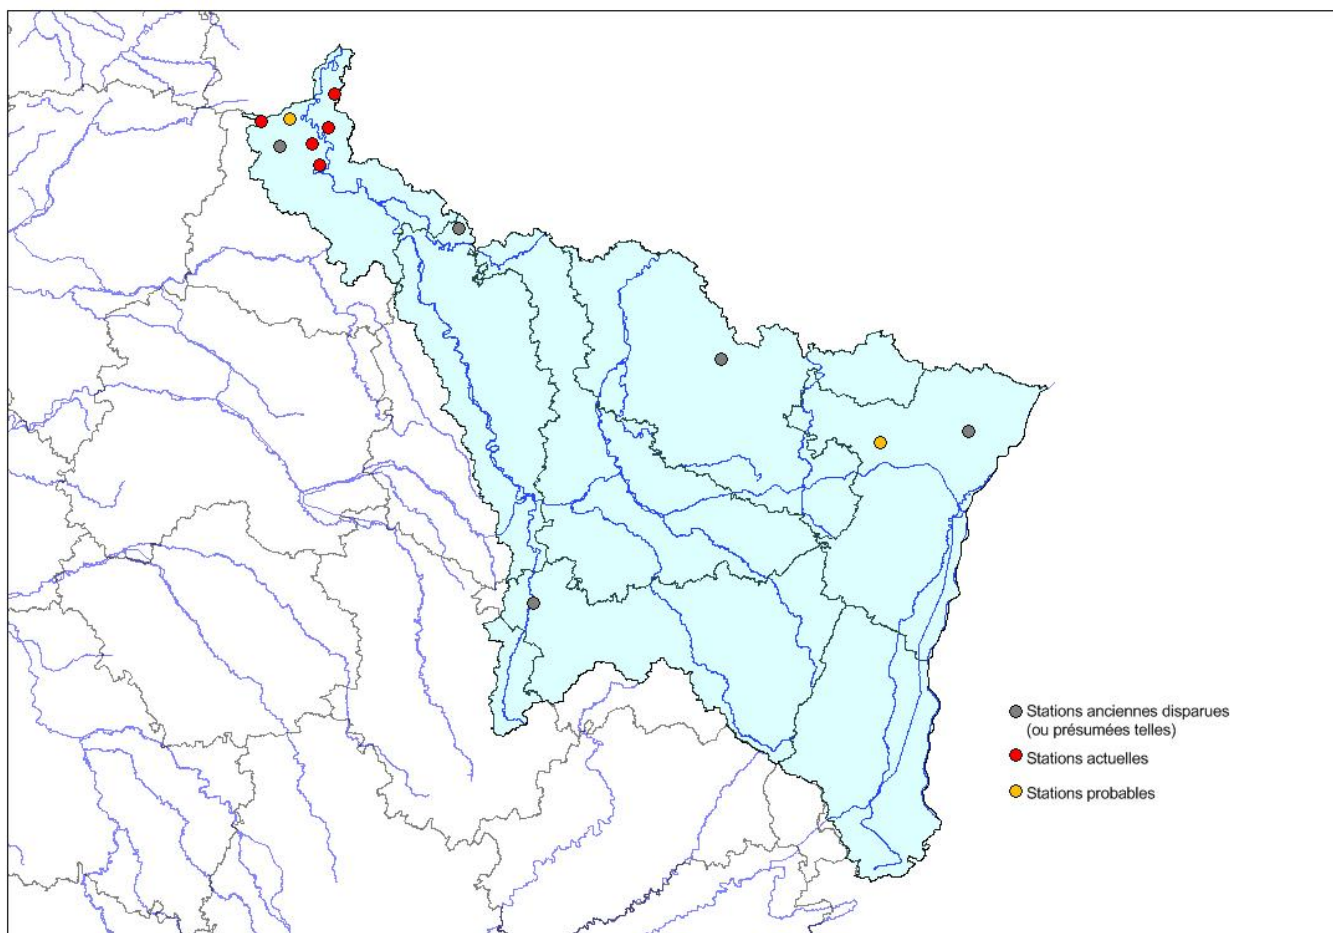 Stations anciennes disparues
(ou présumées telles)
Stations actuelles
Stations probables